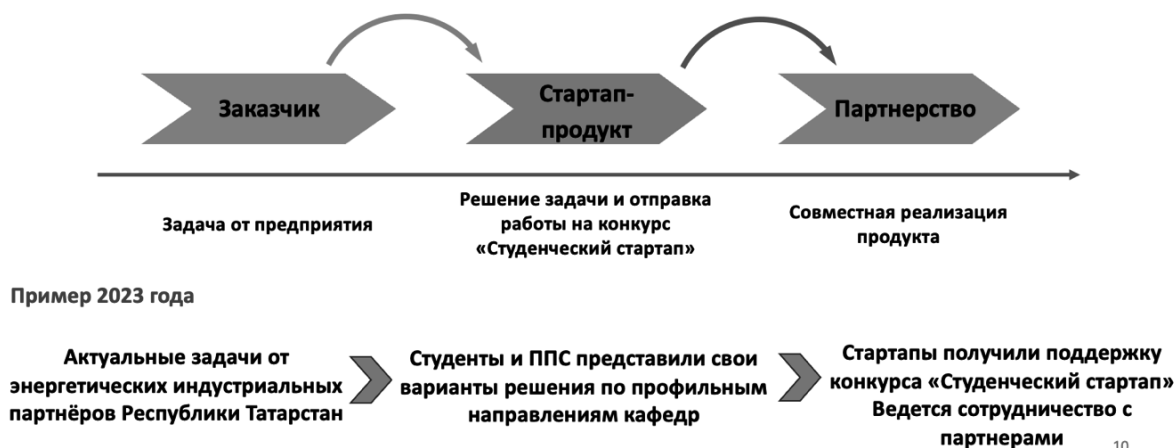 Заказчик
Стартап-
продукт
Партнерство
Задача от предприятия
Решение задачи и отправка
работы на конкурс
«Студенческий стартап»
Совместная реализация
продукта
Пример 2023 года
Актуальные задачи от
энергетических индустриальных
партнёров Республики Татарстан
Студенты и ППС представили свои
варианты решения по профильным
направлениям кафедр
Стартапы получили поддержку
конкурса «Студенческий стартап»
Ведется сотрудничество с
партнерами
10